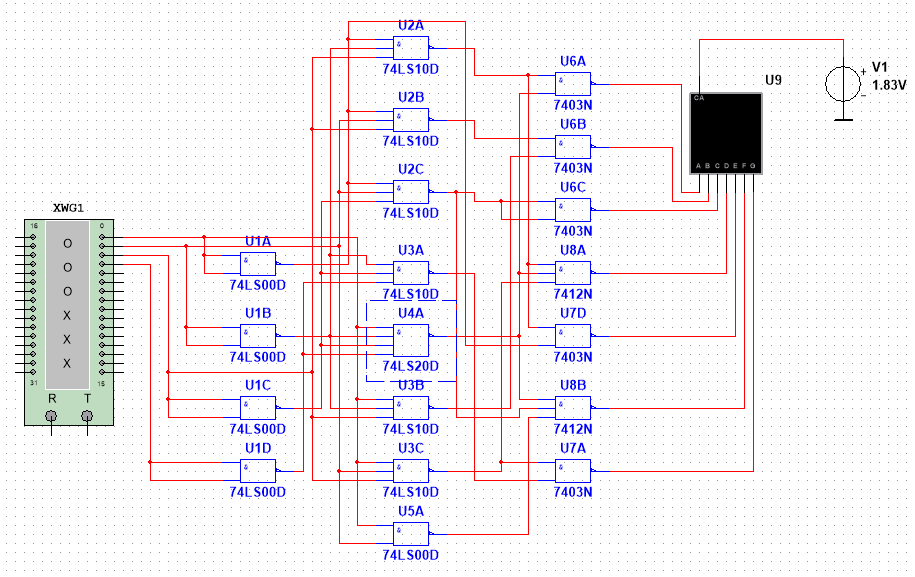 XWG1
16
0
O
O
O
X
X
X
31
15
R
T
U1A
&
74LS00D
U1B
&
74LS00D
U1C
&
74LS00D
U1D
&
74LS00D
U2A
&
74LS10D
U2B
&
74LS10D
U2C
&
74LS10D
U3A
&
74LS10D
U4A
&
74LS20D
U3B
&
74LS10D
U3C
&
74LS10D
U5A
&
74LS00D
U6A
&
7403N
U6B
&
7403N
U6C
&
7403N
U8A
&
7412N
U7D
&
7403N
U8B
&
7412N
U7A
&
7403N
U9
CA
A B C D E F G
V1
1.83V